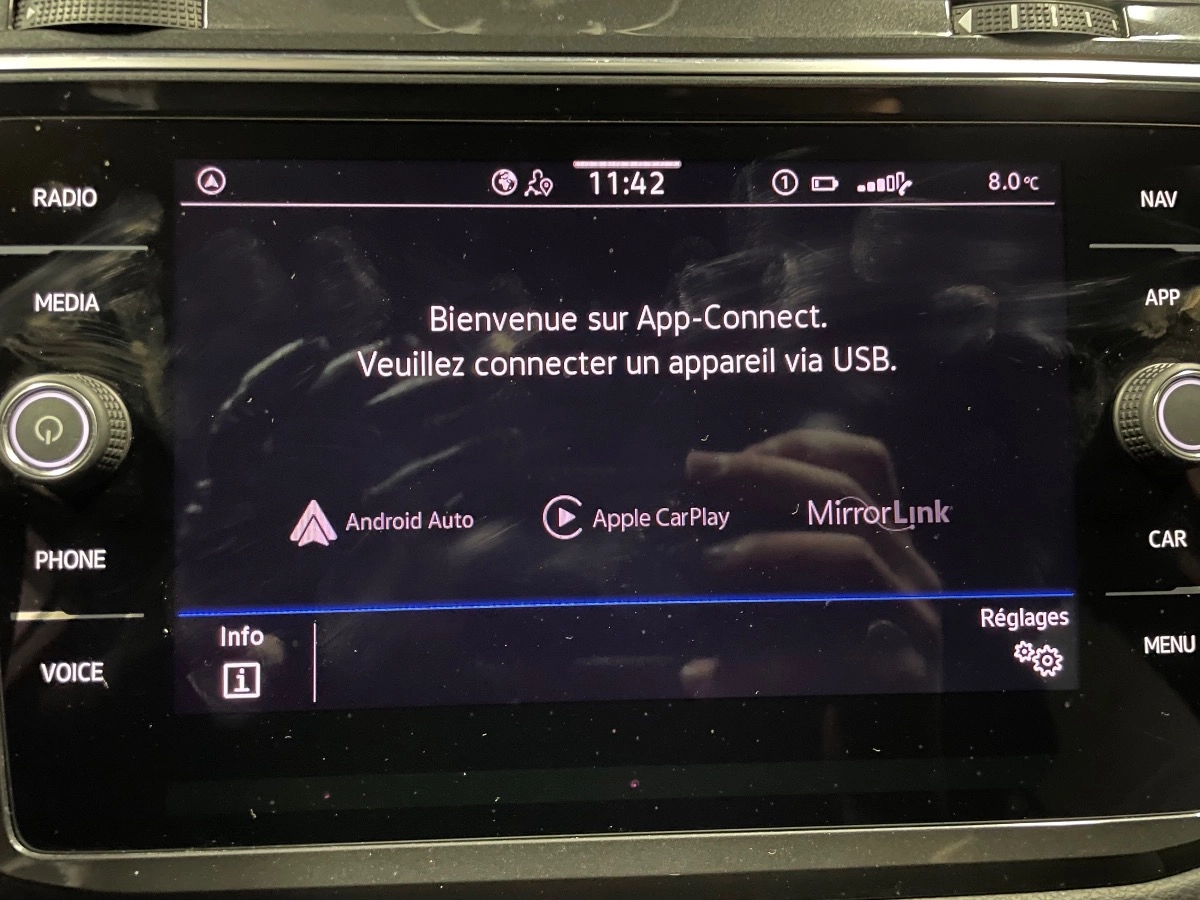 11:42
1
8.0°C
RADIO
NAV
MEDIA
APP
Bienvenue sur App-Connect.
Veuillez connecter un appareil via USB.
Android Auto
Apple CarPlay
MirrorLink
PHONE
CAR
Info
i
Réglages
VOICE
MENU